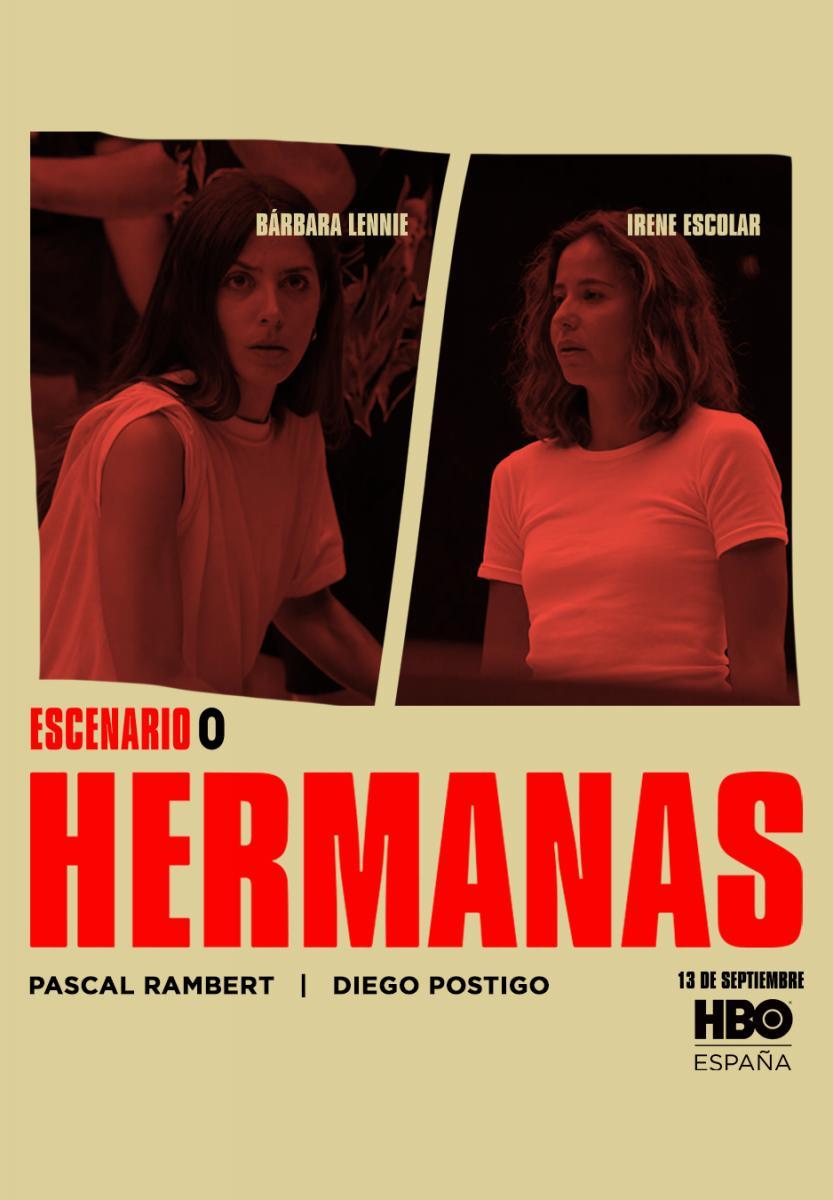 BÁRBARA LENNIE
IRENE ESCOLAR
ESCENARIO 0
HERMANAS
PASCAL RAMBERT | DIEGO POSTIGO
13 DE SEPTIEMBRE
HBO
ESPAÑA